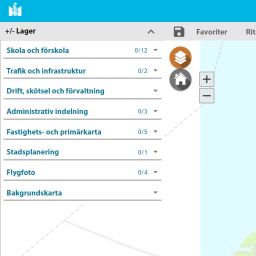 +/- Lager
Favoriter
Rit
Skola och förskola 0/12
Trafik och infrastruktur 0/2
Drift, skötsel och förvaltning
Administrativ indelning 0/3
Fastighets- och primärkarta 0/5
Stadsplanering 0/1
Flygfoto 0/4
Bakgrundskarta